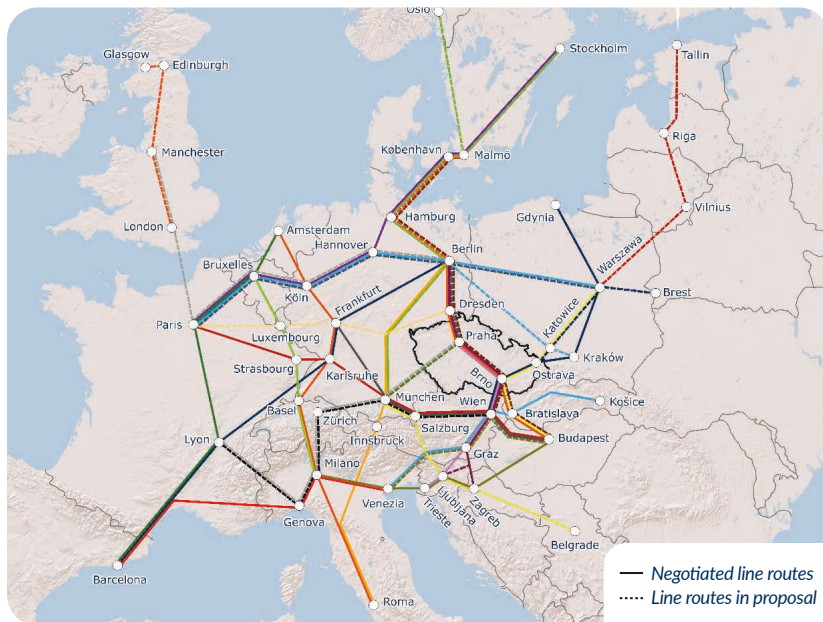 Oslo
Stockholm
Glasgow
Edinburgh
Tallin
Riga
Manchester
København
Malmö
Vilnius
London
Hamburg
Gdynia
Amsterdam
Hannover
Berlin
Warszawa
Bruxelles
Köln
Frankfurt
Dresden
Brest
Paris
Luxembourg
Praha
Katowice
Kraków
Strasbourg
Karlsruhe
Brno
Ostrava
Basel
München
Wien
Košice
Zürich
Salzburg
Bratislava
Lyon
Innsbruck
Budapest
Milano
Graz
Venezia
Trieste
Ljubljana
Zagreb
Genova
Belgrade
Barcelona
Roma
Negotiated line routes
Line routes in proposal